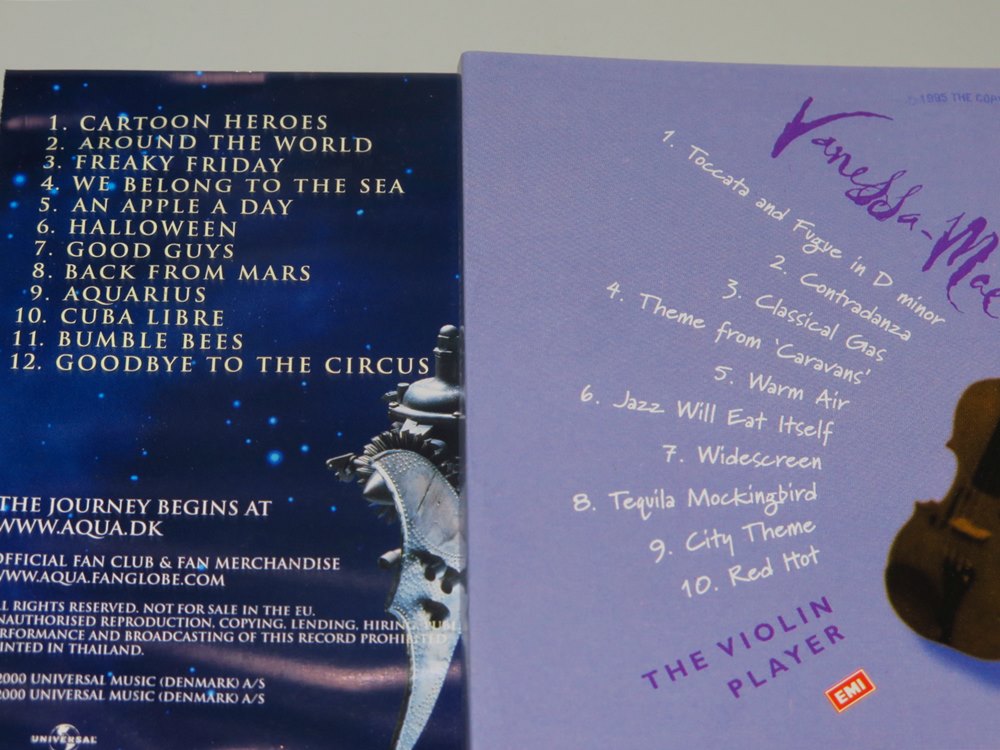 1. CARTOON HEROES
2. AROUND THE WORLD
3. FREAKY FRIDAY
4. WE BELONG TO THE SEA
5. AN APPLE A DAY
6. HALLOWEEN
7. GOOD GUYS
8. BACK FROM MARS
9. AQUARIUS
10. CUBA LIBRE
11. BUMBLE BEES
12. GOODBYE TO THE CIRCUS
THE JOURNEY BEGINS AT
WWW.AQUA.DK
OFFICIAL FAN CLUB & FAN MERCHANDISE
WWW.AQUA.FANGLOBE.COM
RIGHTS RESERVED. NOT FOR SALE IN THE EU.
NAUTHORISED REPRODUCTION, COPYING, LENDING, HIRING, PUBL
RFORMANCE AND BROADCASTING OF THIS RECORD PROHIBITED
INTED IN THAILAND.
2000 UNIVERSAL MUSIC (DENMARK) A/S
2000 UNIVERSAL MUSIC (DENMARK) A/S
UNIVERSAL
1995 THE COP
Vanessa-Mae
1. Toccata and Fugue in D minor
2. Contradanza
3. Classical Gas
4. Theme from 'Caravans'
5. Warm Air
6. Jazz Will Eat Itself
7. Widescreen
8. Tequila Mockingbird
9. City Theme
10. Red Hot
THE VIOLIN
PLAYER
EMI